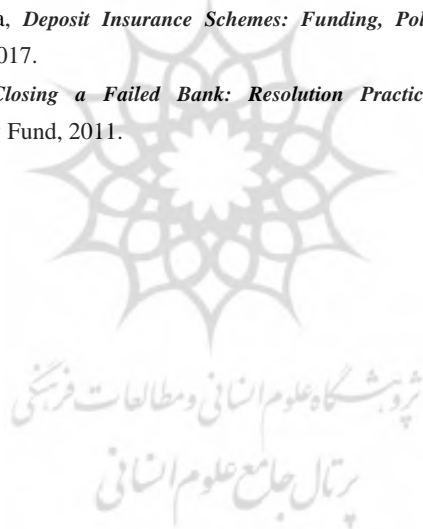 a, Deposit Insurance Schemes: Funding, Pol
017.
Closing a Failed Bank: Resolution Practic
Fund, 2011.
پژوهشگاه علوم انسانی و مطالعات فرهنگی
پرتال جامع علوم انسانی